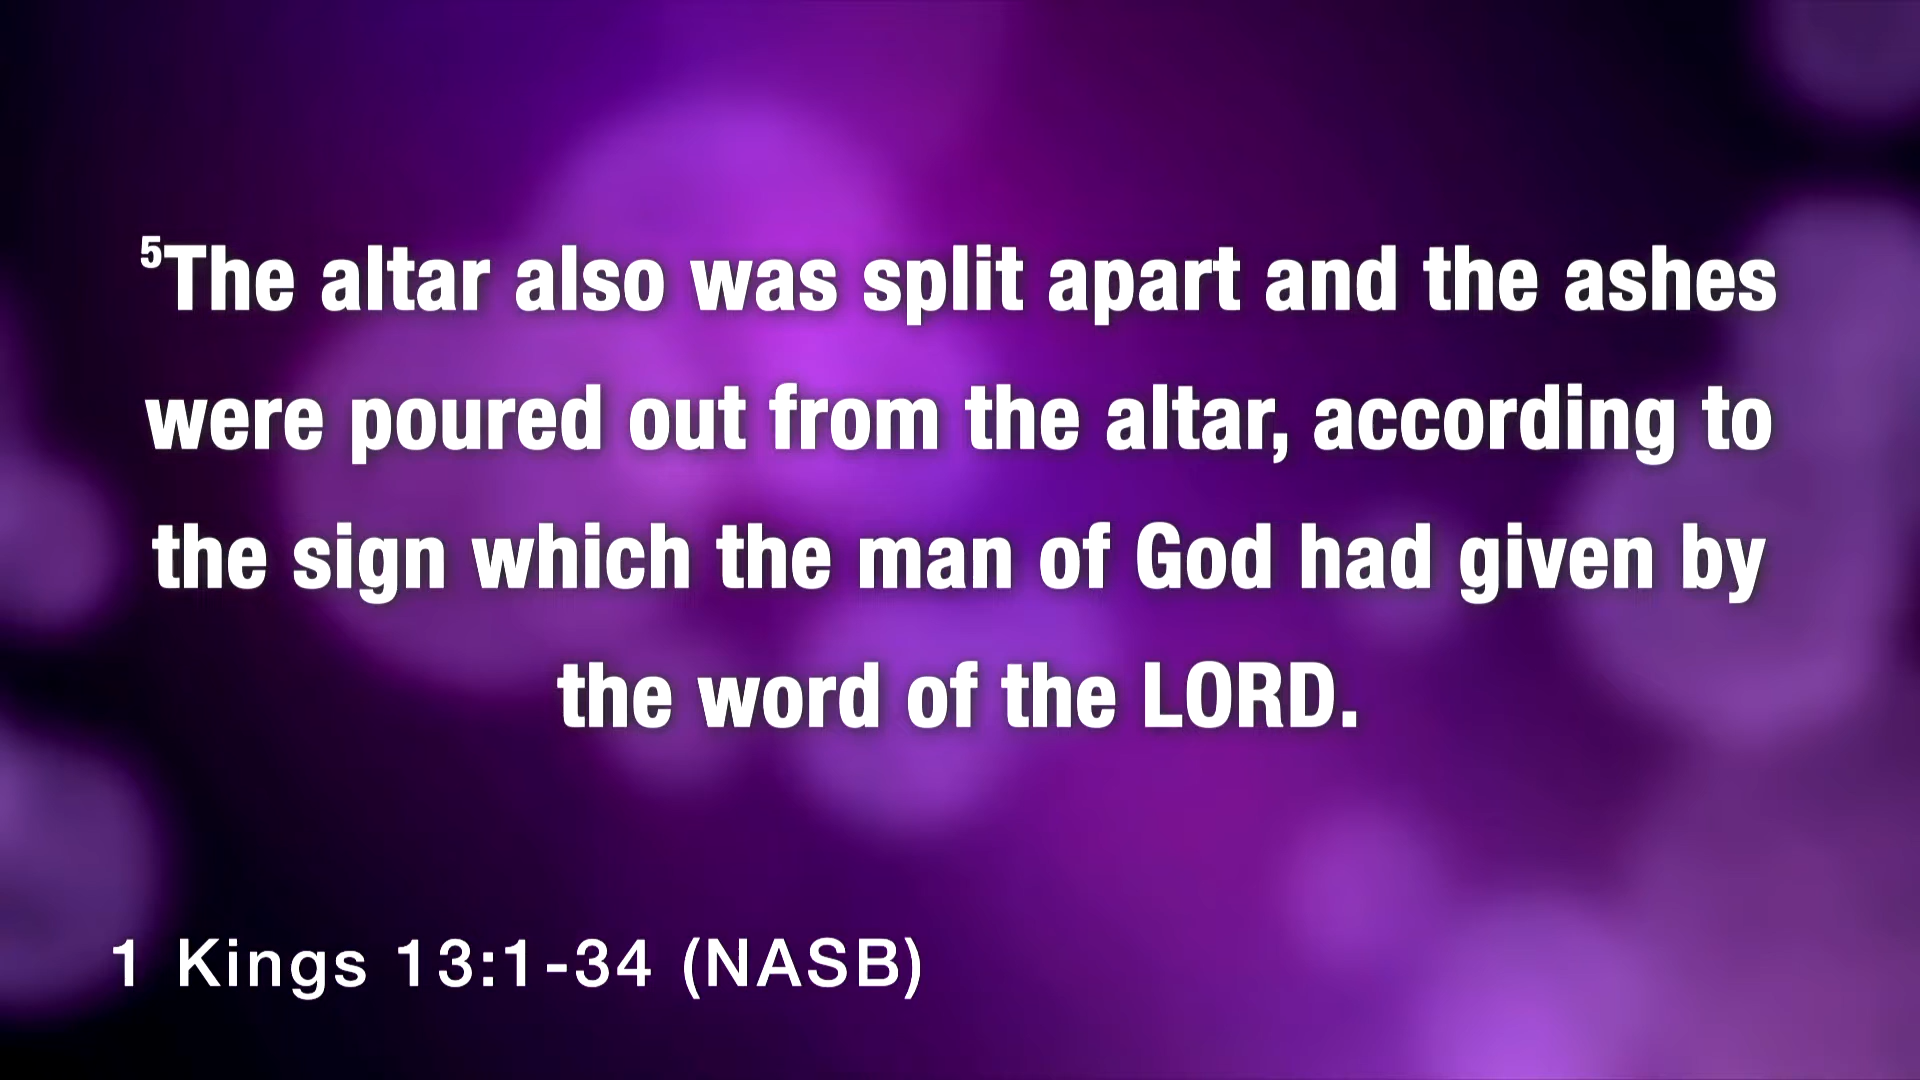 ⁵The altar also was split apart and the ashes
were poured out from the altar, according to
the sign which the man of God had given by
the word of the LORD.
1 Kings 13:1-34 (NASB)